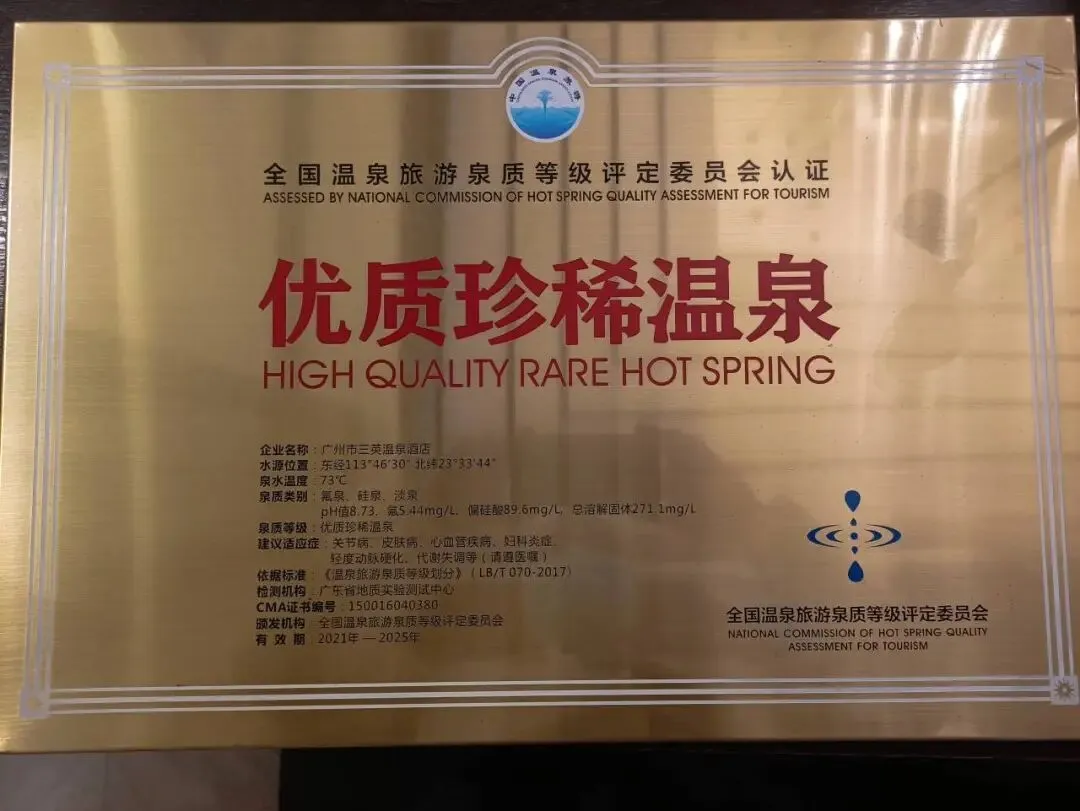 中国温泉旅游
全国温泉旅游泉质等级评定委员会认证
ASSESSED BY NATIONAL COMMISSION OF HOT SPRING QUALITY ASSESSMENT FOR TOURISM
优质珍稀温泉
HIGH QUALITY RARE HOT SPRING
企业名称：广州市三英温泉酒店
水源位置：东经113°46'30" 北纬23°33'44"
泉水温度：73℃
泉质类别：氟泉、硅泉、淡泉
pH值8.73、氟5.44mg/L、偏硅酸89.6mg/L、总溶解固体271.1mg/L
泉质等级：优质珍稀温泉
建议适应症：关节病、皮肤病、心血管疾病、妇科炎症、
轻度动脉硬化、代谢失调等（请遵医嘱）
依据标准：《温泉旅游泉质等级划分》（LB/T 070-2017）
检测机构：广东省地质实验测试中心
CMA证书编号：150016040380
颁发机构：全国温泉旅游泉质等级评定委员会
有 效 期：2021年—2025年
全国温泉旅游泉质等级评定委员会
NATIONAL COMMISSION OF HOT SPRING QUALITY
ASSESSMENT FOR TOURISM